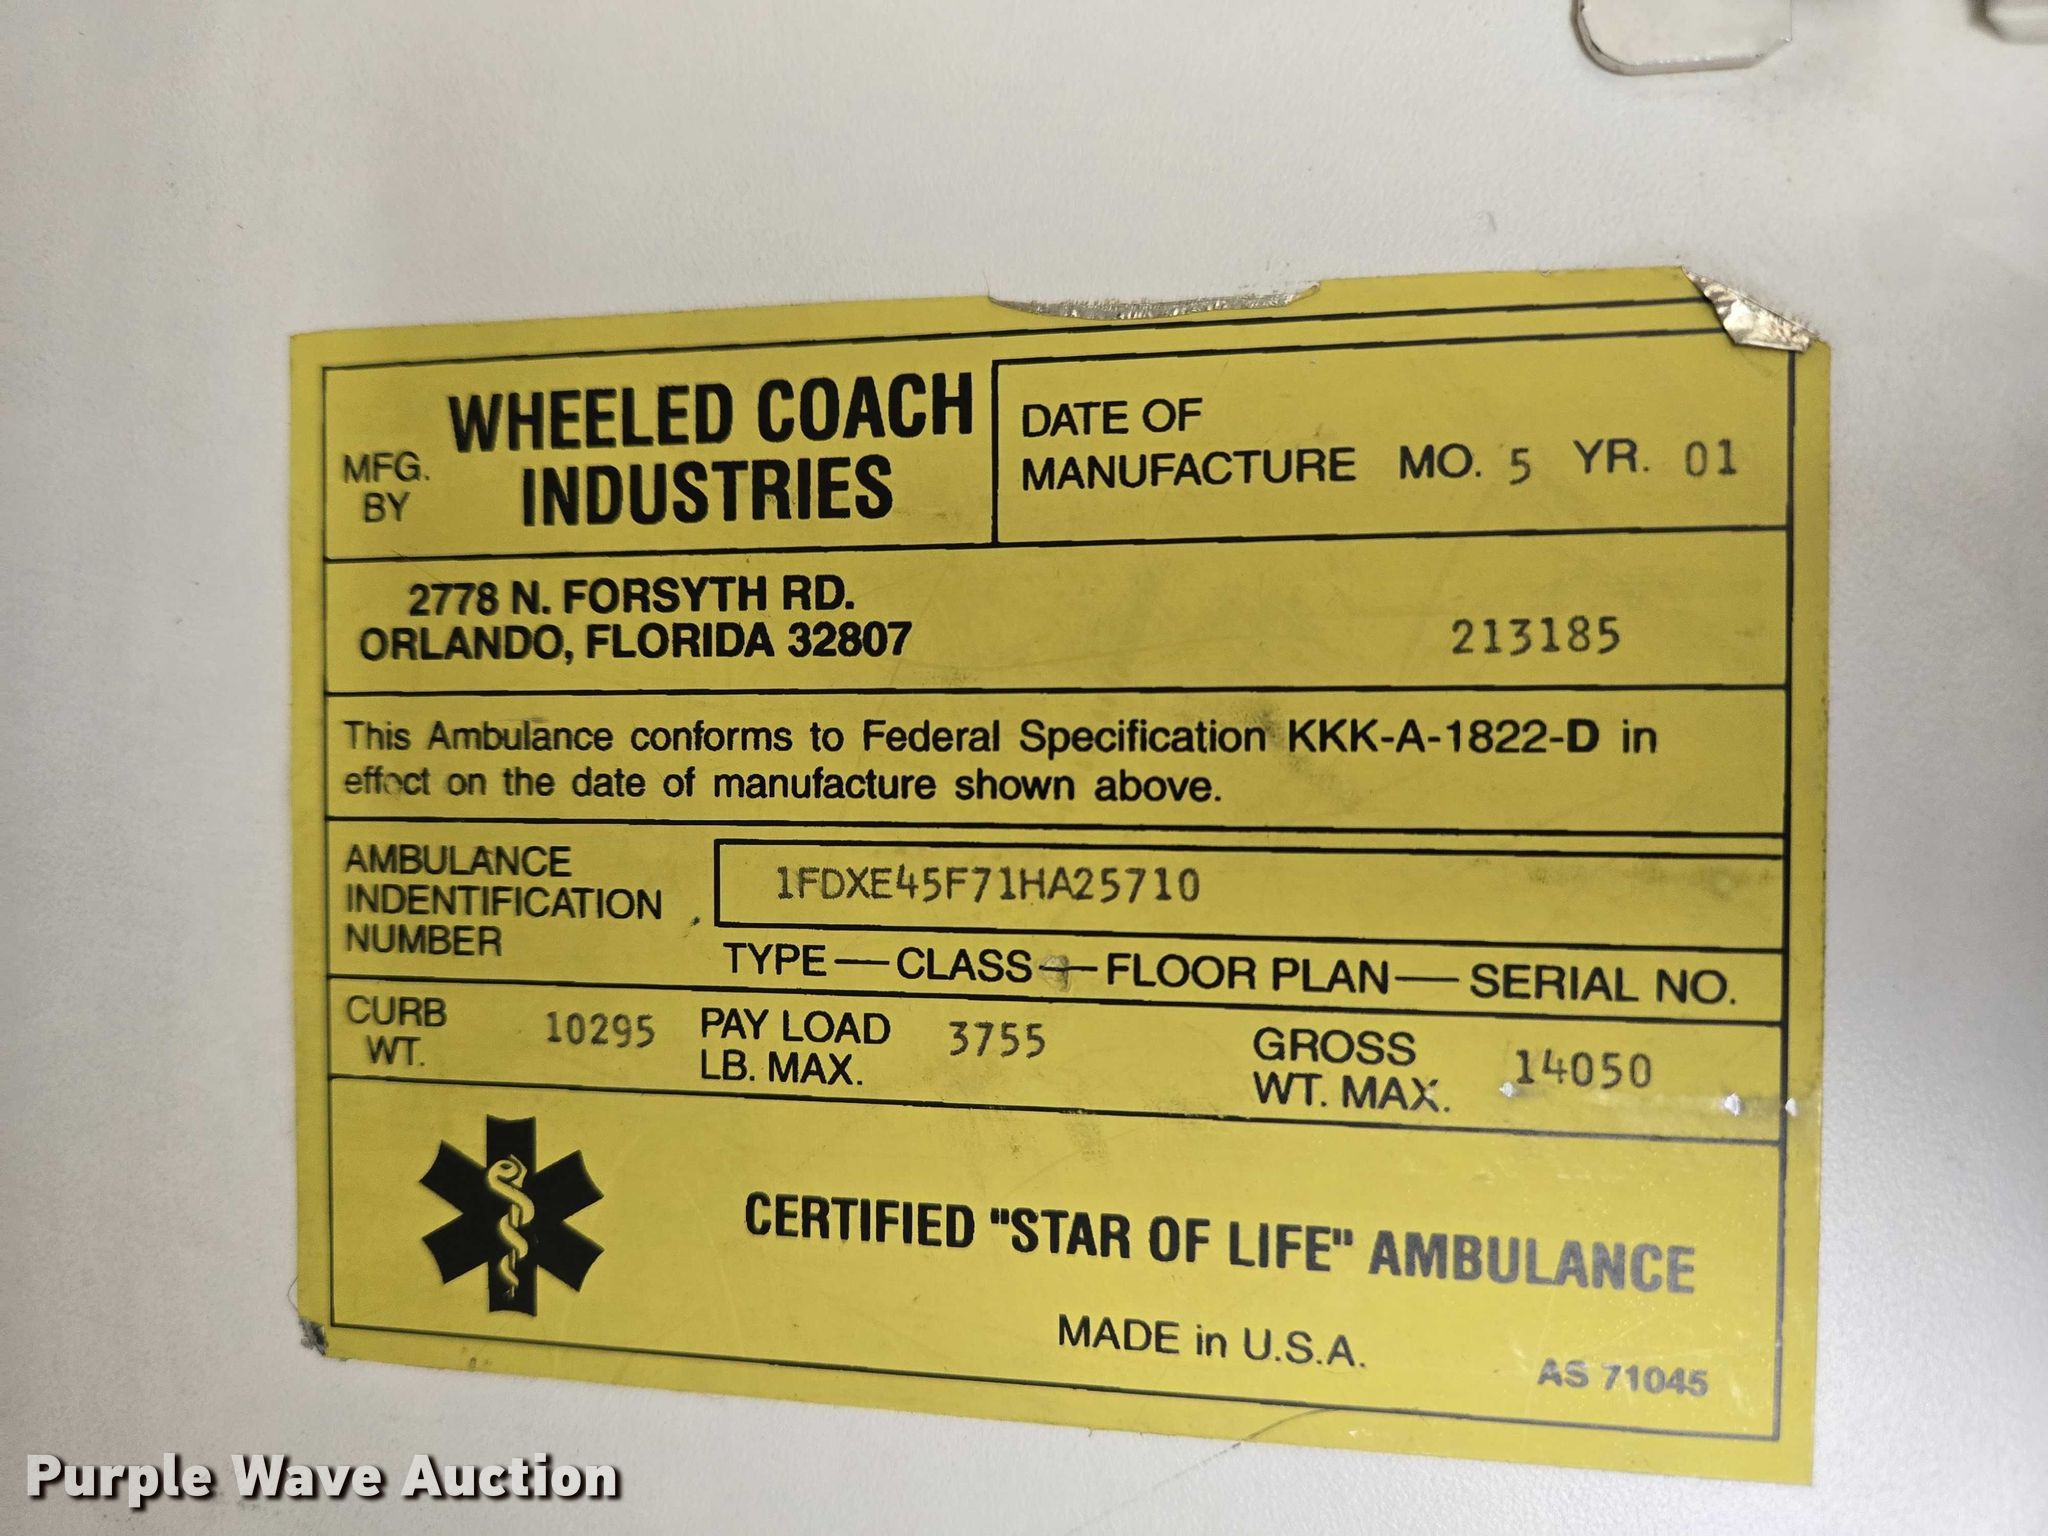 MFG.
BY
WHEELED COACH
INDUSTRIES
DATE OF
MANUFACTURE MO. 5 YR. 01
2778 N. FORSYTH RD.
ORLANDO, FLORIDA 32807
213185
This Ambulance conforms to Federal Specification KKK-A-1822-D in
effect on the date of manufacture shown above.
AMBULANCE
INDENTIFICATION
NUMBER
1FDXE45F71HA25710
TYPE — CLASS — FLOOR PLAN — SERIAL NO.
CURB
WT.
10295
PAY LOAD
LB. MAX.
3755
GROSS
WT. MAX.
14050
CERTIFIED "STAR OF LIFE" AMBULANCE
MADE in U.S.A.
AS 71045
Purple Wave Auction